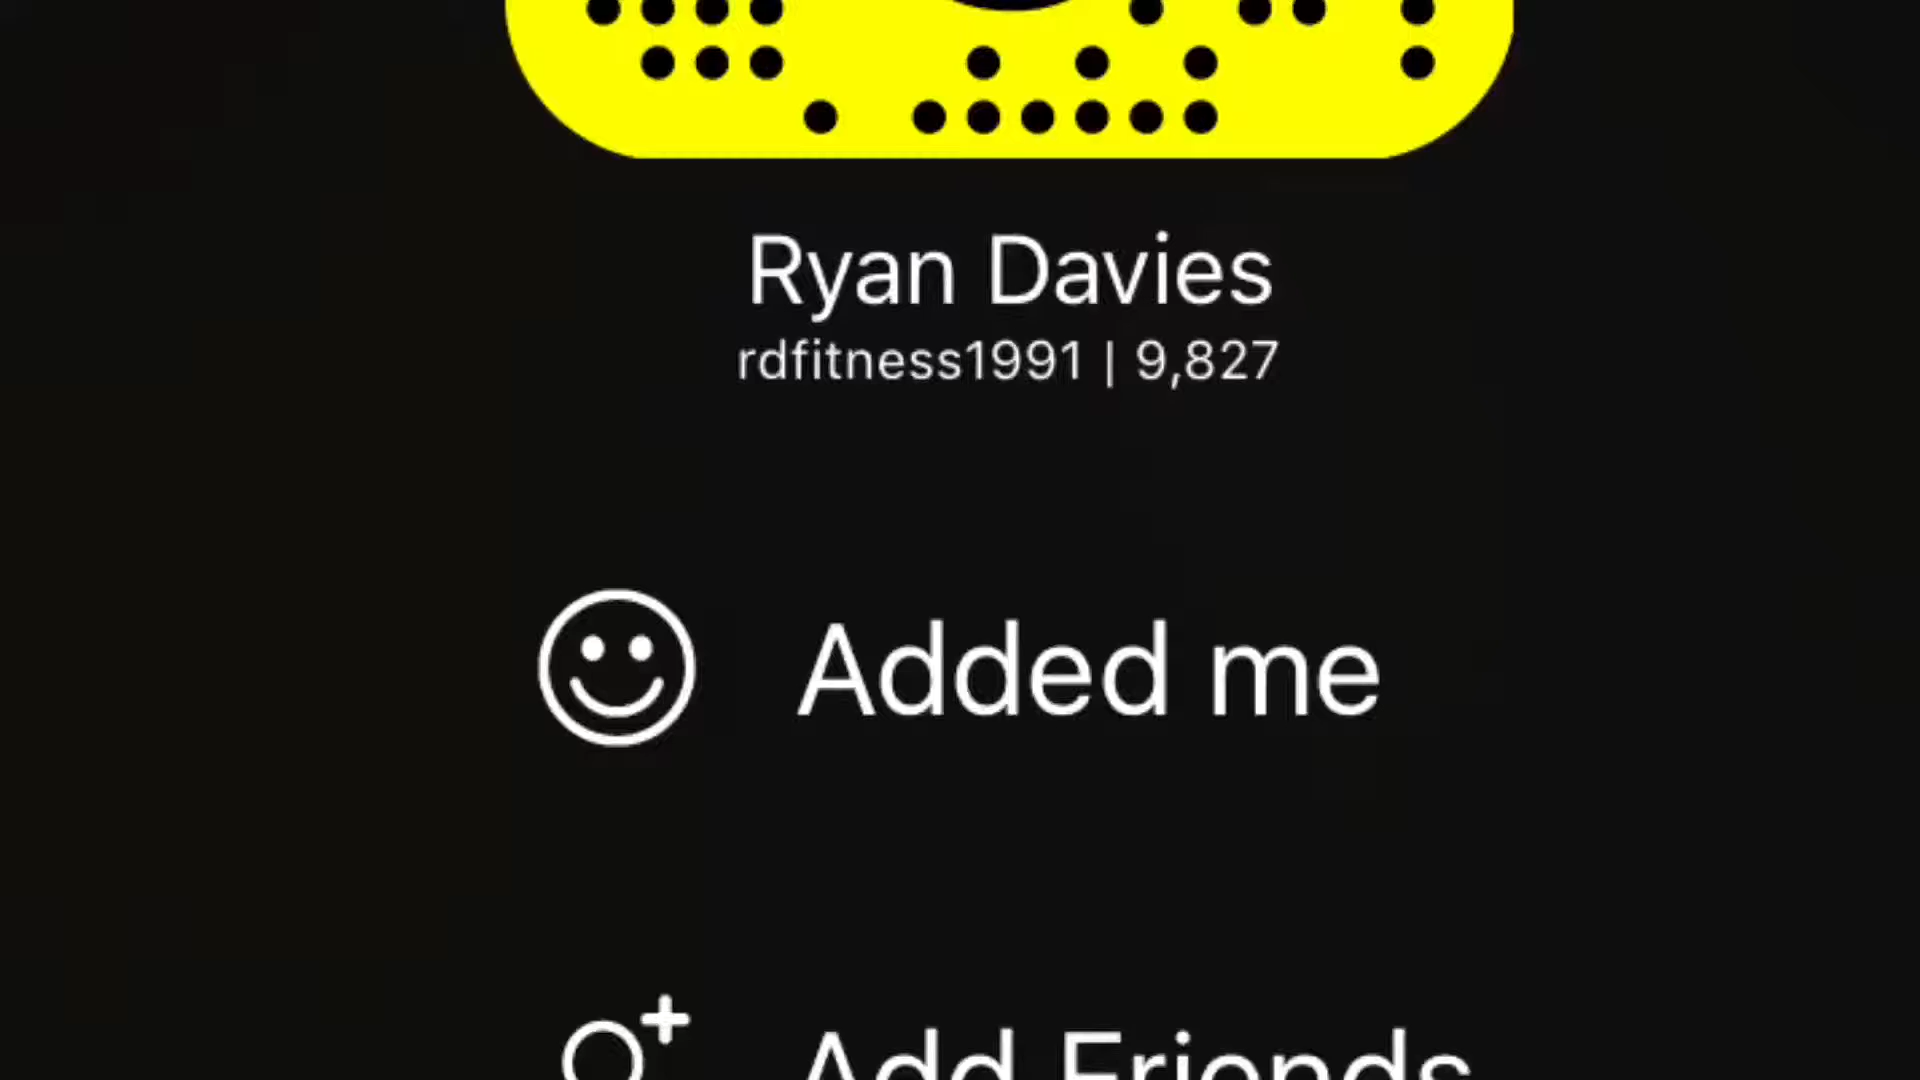 Ryan Davies
rdfitness1991 | 9,827
Added me
Add Friends